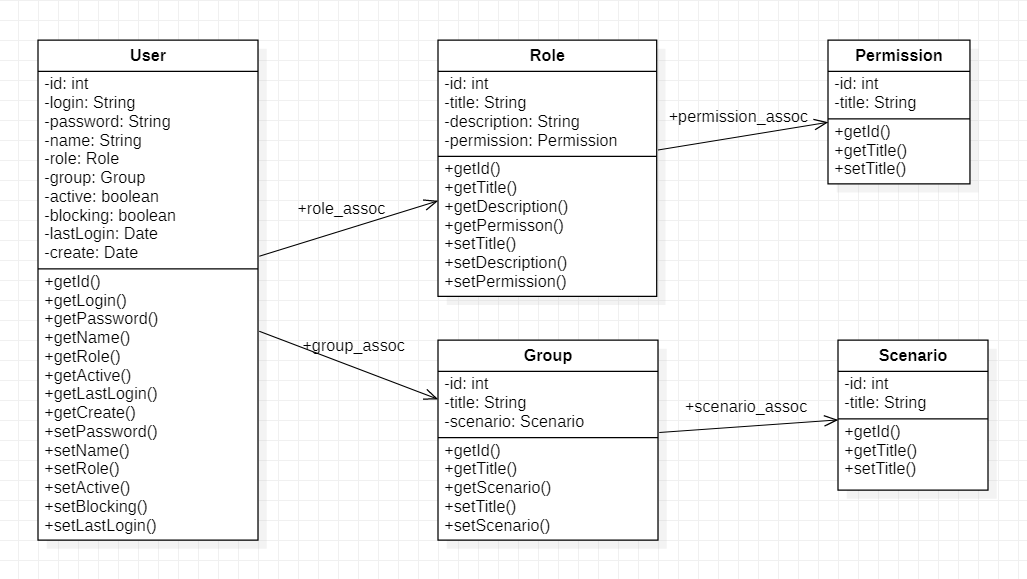 User
-id: int
-login: String
-password: String
-name: String
-role: Role
-group: Group
-active: boolean
-blocking: boolean
-lastLogin: Date
-create: Date
+getId()
+getLogin()
+getPassword()
+getName()
+getRole()
+getActive()
+getLastLogin()
+getCreate()
+setPassword()
+setName()
+setRole()
+setActive()
+setBlocking()
+setLastLogin()
+role_assoc
+group_assoc
Role
-id: int
-title: String
-description: String
-permission: Permission
+getId()
+getTitle()
+getDescription()
+getPermisson()
+setTitle()
+setDescription()
+setPermission()
+permission_assoc
Permission
-id: int
-title: String
+getId()
+getTitle()
+setTitle()
Group
-id: int
-title: String
-scenario: Scenario
+getId()
+getTitle()
+getScenario()
+setTitle()
+setScenario()
+scenario_assoc
Scenario
-id: int
-title: String
+getId()
+getTitle()
+setTitle()